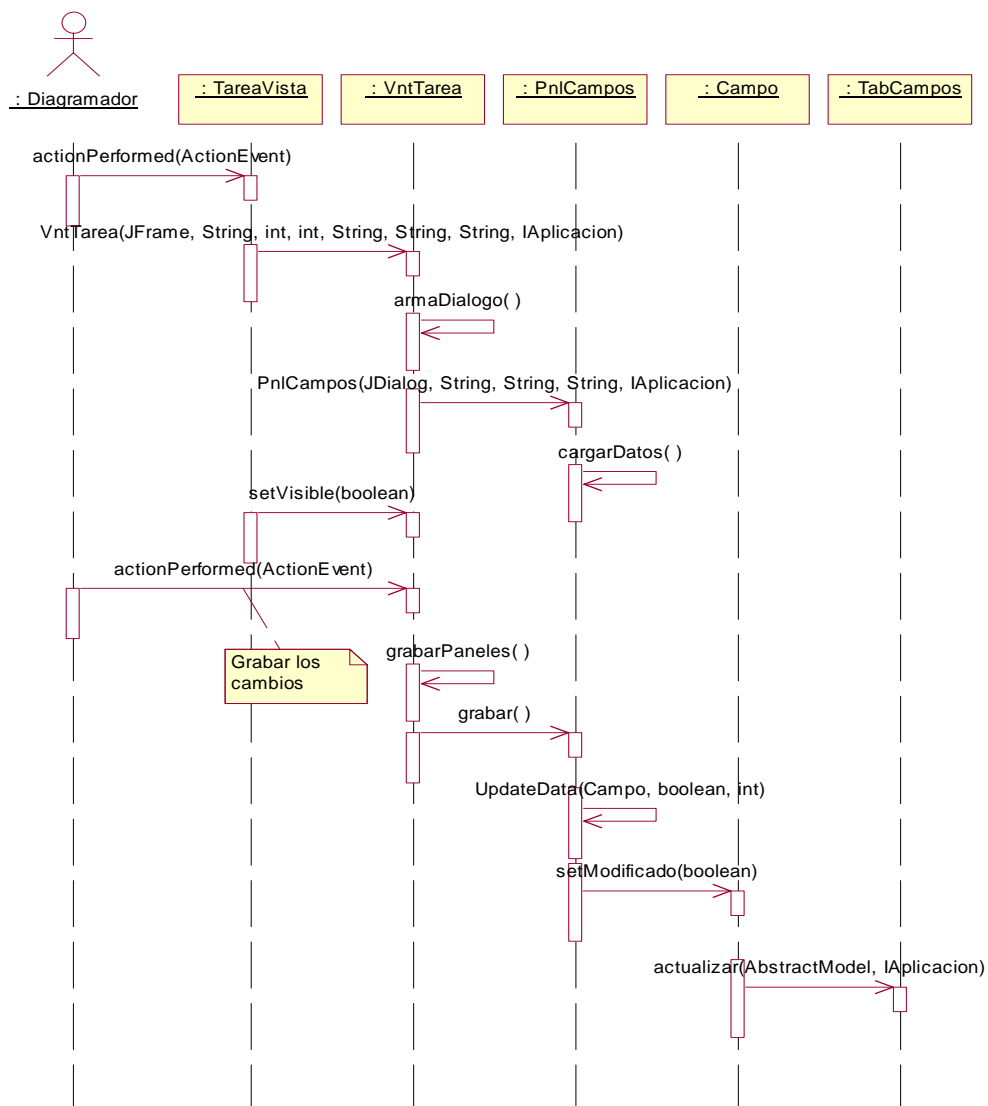 : Diagramador
: TareaVista
: VntTarea
: PnlCampos
: Campo
: TabCampos
actionPerformed(ActionEvent)
VntTarea(JFrame, String, int, int, String, String, String, IAplicacion)
armaDialogo( )
PnlCampos(JDialog, String, String, String, IAplicacion)
cargarDatos( )
setVisible(boolean)
actionPerformed(ActionEvent)
Grabar los
cambios
grabarPaneles( )
grabar( )
UpdateData(Campo, boolean, int)
setModificado(boolean)
actualizar(AbstractModel, IAplicacion)